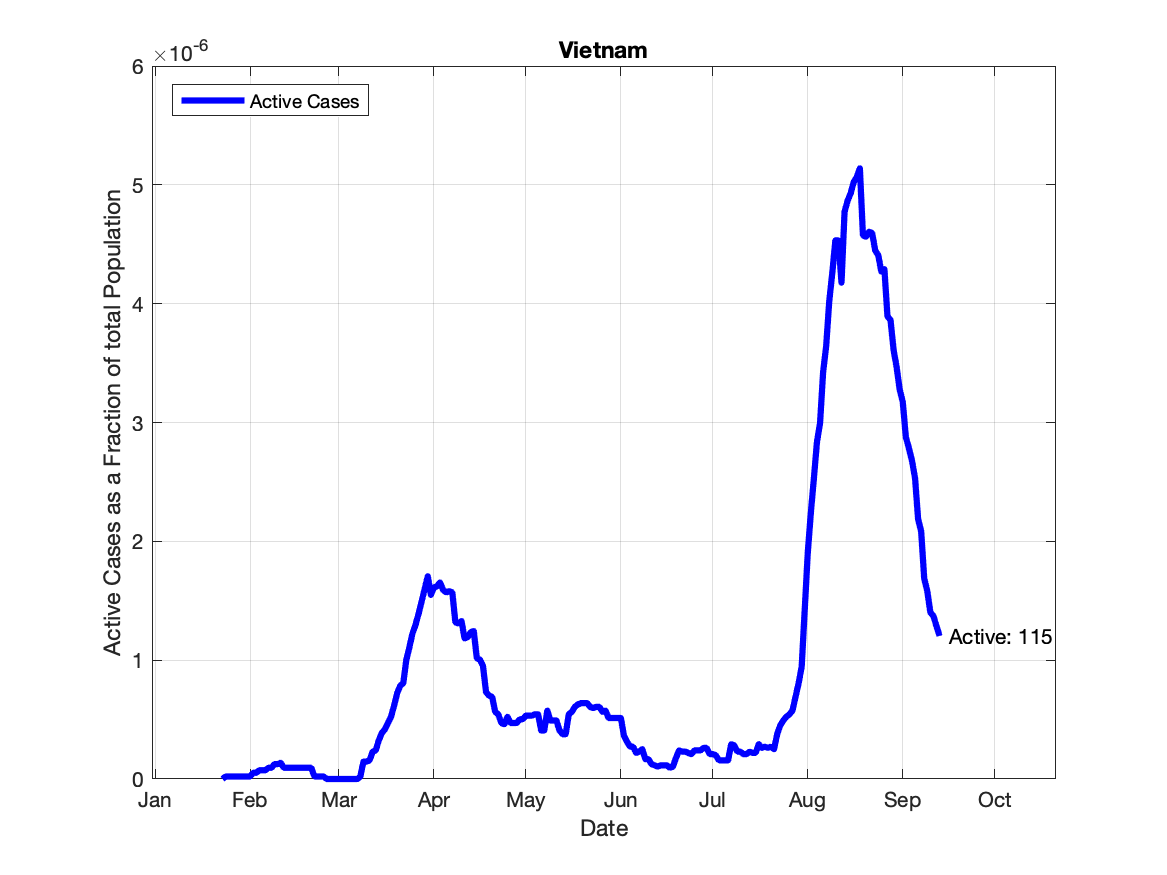 Vietnam
×10-6
Active Cases
6
5
4
3
2
1
0
Active Cases as a Fraction of total Population
Active: 115
Jan Feb Mar Apr May Jun Jul Aug Sep Oct
Date